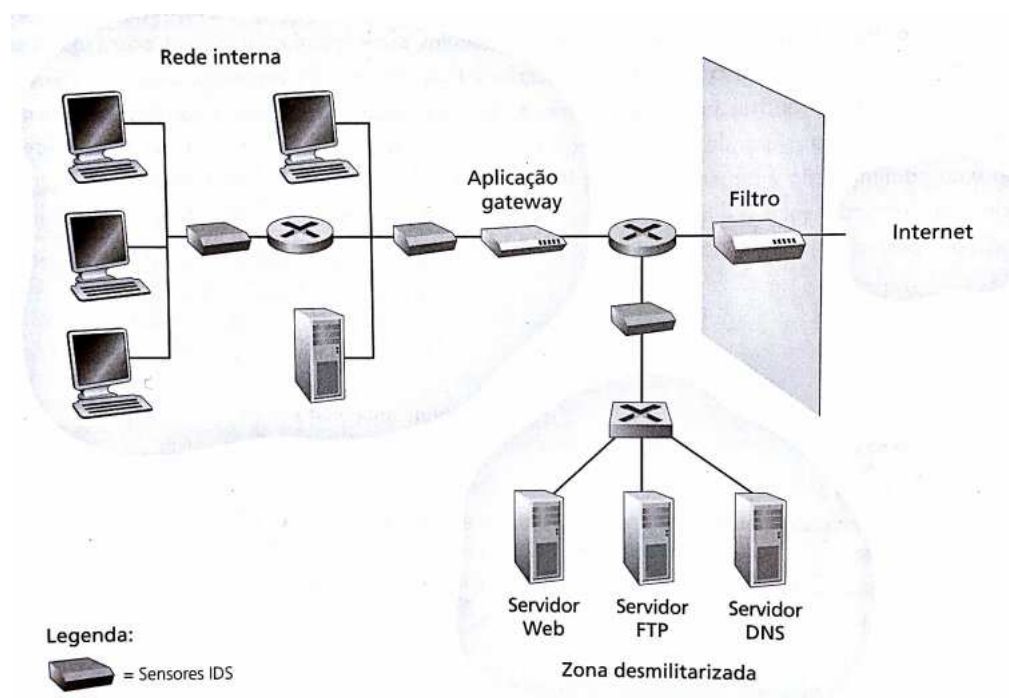 Rede interna
Aplicação
gateway
Filtro
Internet
Servidor
Web
Servidor
FTP
Servidor
DNS
Zona desmilitarizada
Legenda:
= Sensores IDS